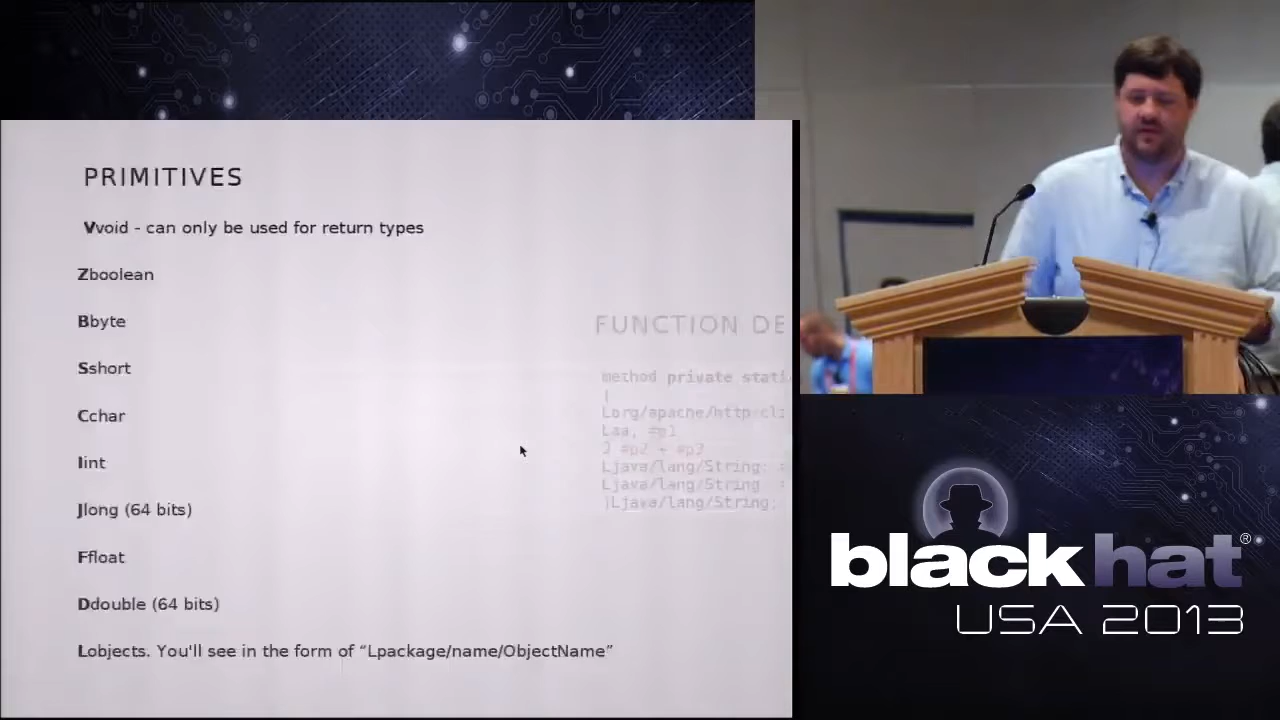 PRIMITIVES
Vvoid - can only be used for return types
Zboolean
Bbyte
Sshort
Cchar
Iint
Jlong (64 bits)
Ffloat
Ddouble (64 bits)
Lobjects. You'll see in the form of “Lpackage/name/ObjectName”
FUNCTION DE
method private stati
(
Lorg/apache/http
Laa, =p1
Ljava/lang/String;
Ljava/lang/String
)Ljava/lang/String;
black hat®
USA 2013